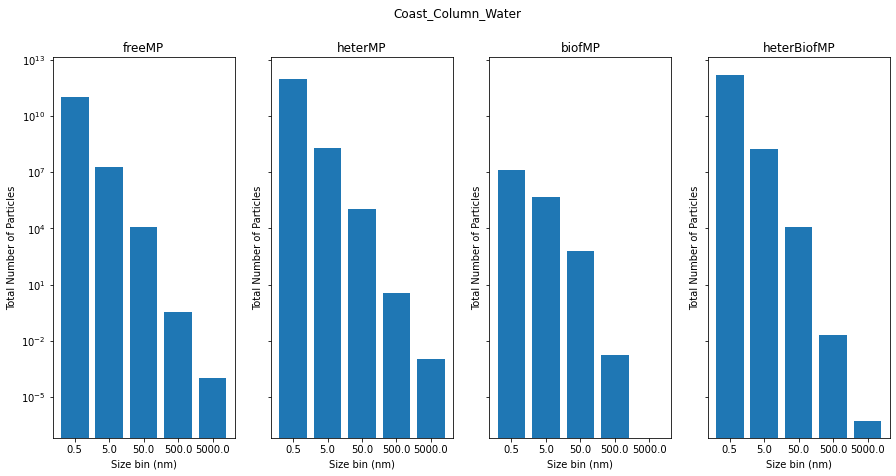 Coast_Column_Water
freeMP
heterMP
biofMP
heterBiofMP
10^13
10^10
10^7
10^4
10^1
10^−2
10^−5
Total Number of Particles
Total Number of Particles
Total Number of Particles
Total Number of Particles
0.5 5.0 50.0 500.0 5000.0
0.5 5.0 50.0 500.0 5000.0
0.5 5.0 50.0 500.0 5000.0
0.5 5.0 50.0 500.0 5000.0
Size bin (nm)
Size bin (nm)
Size bin (nm)
Size bin (nm)